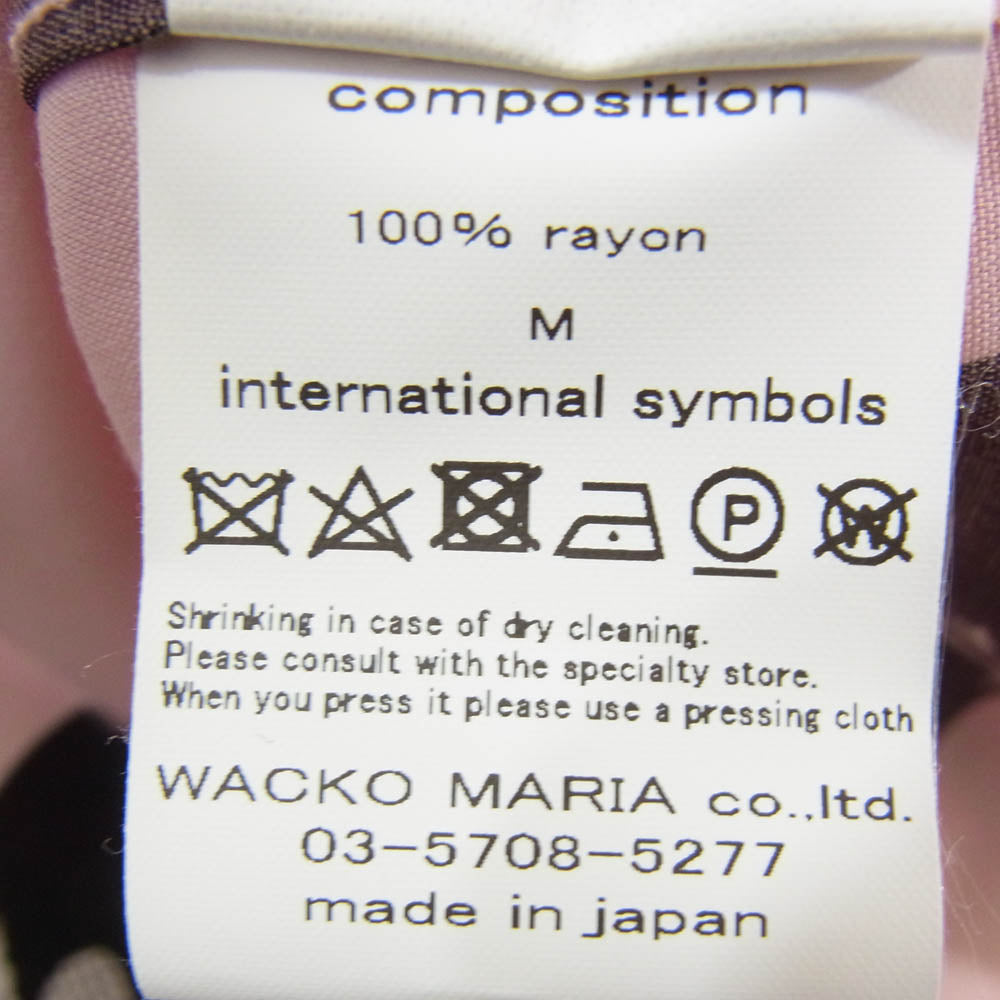 composition
100% rayon
M
international symbols
P W
Shrinking in case of dry cleaning.
Please consult with the specialty store.
When you press it please use a pressing cloth
WACKO MARIA co.,ltd.
03-5708-5277
made in japan